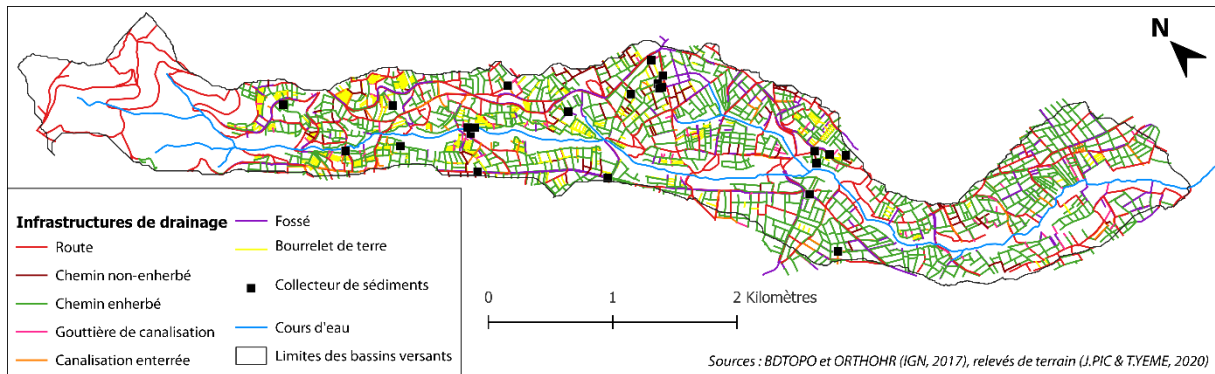 N
Infrastructures de drainage
Route
Chemin non-enherbé
Chemin enherbé
Gouttière de canalisation
Canalisation enterrée
Fossé
Bourrelet de terre
Collecteur de sédiments
Cours d'eau
Limites des bassins versants
0 1 2 Kilomètres
Sources : BDTOPO et ORTHOHR (IGN, 2017), relevés de terrain (J.PIC & T.YEME, 2020)